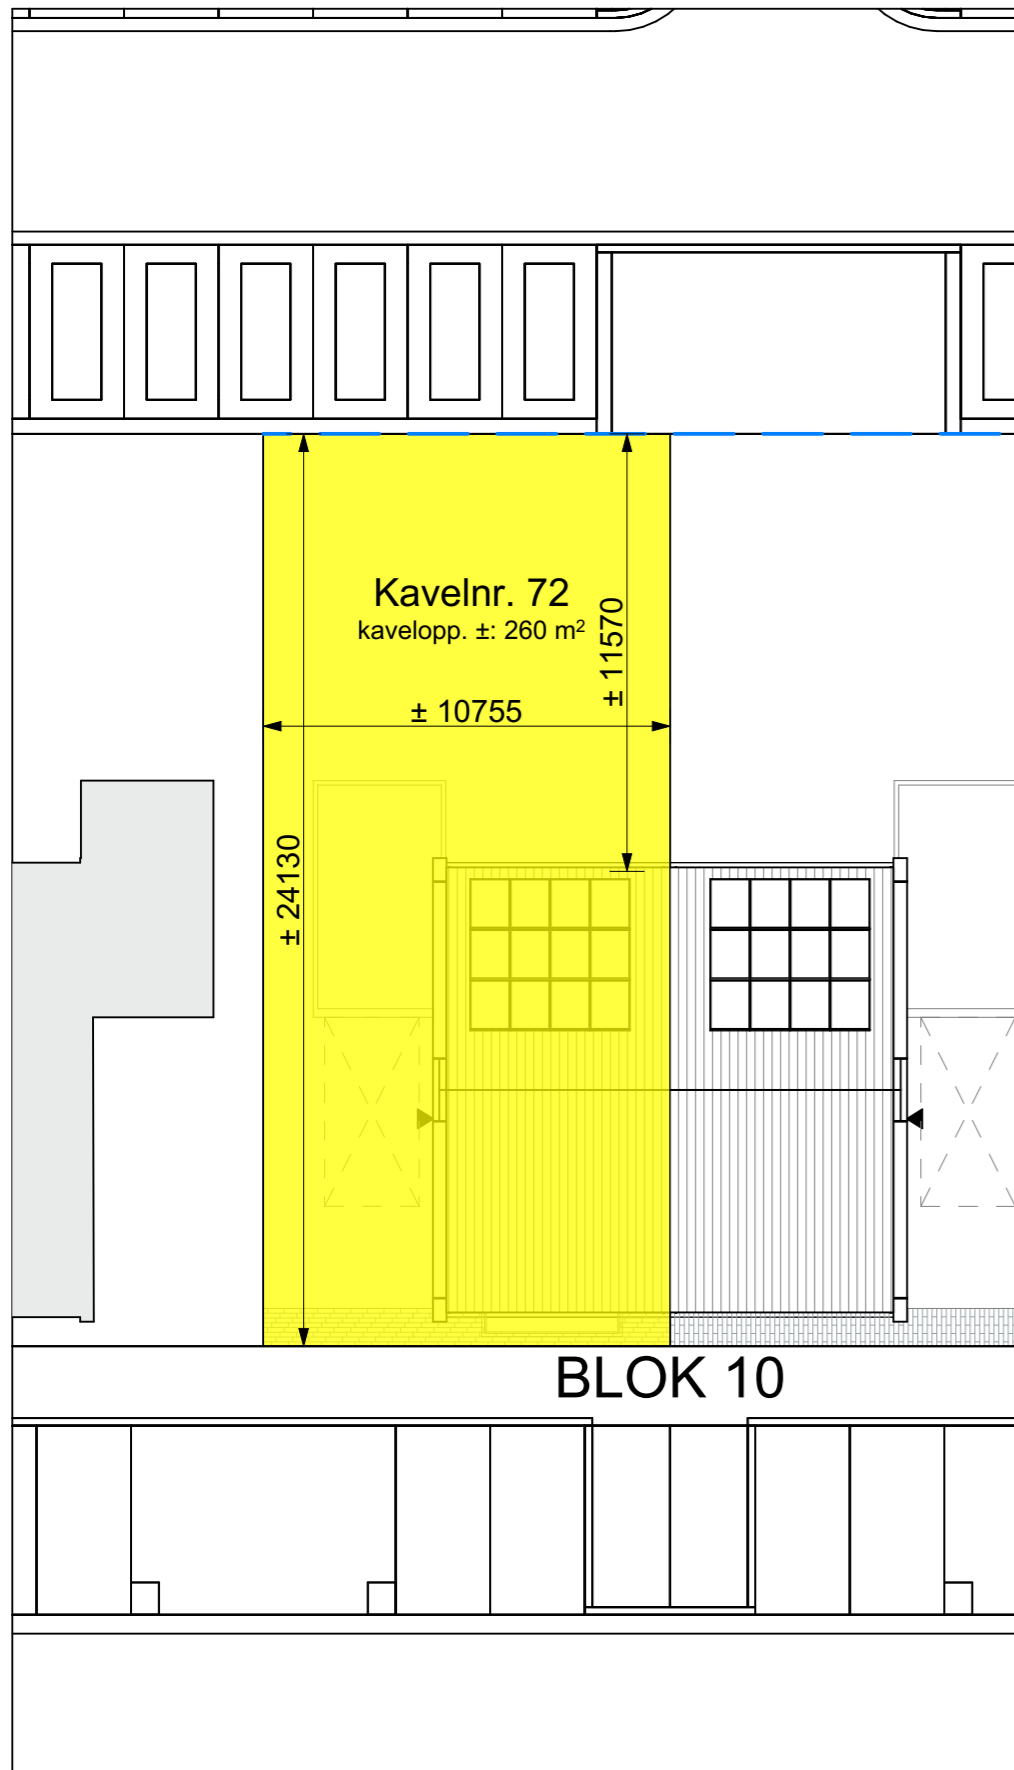 Kavelnr. 72
kavelopp. ±: 260 m²
± 11570
± 10755
± 24130
BLOK 10